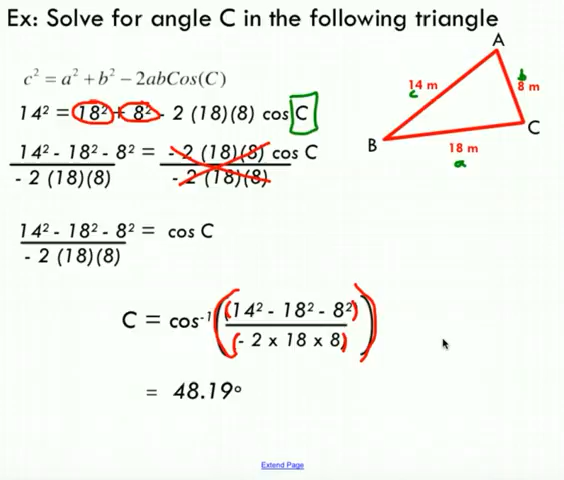 Ex: Solve for angle C in the following triangle
A
c² = a² + b² − 2abCos(C)
14 m
c
b
8 m
14² = 18² + 8² - 2 (18)(8) cos C
B
C
18 m
a
14² - 18² - 8² = - 2 (18)(8) cos C
- 2 (18)(8) - 2 (18)(8)
14² - 18² - 8² = cos C
- 2 (18)(8)
C = cos⁻¹((14² - 18² - 8²)
(- 2 x 18 x 8))
= 48.19°
Extend Page